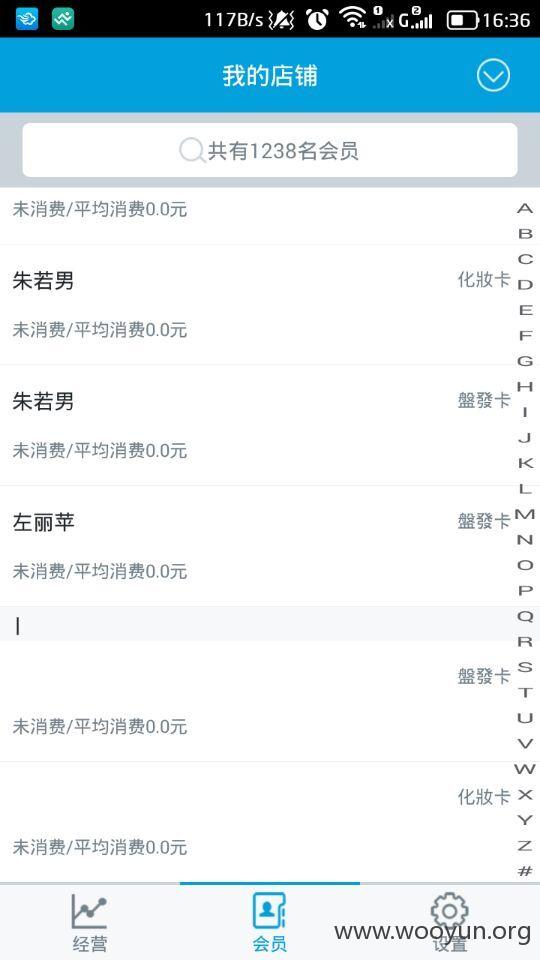 117B/s 1 G 2 16:36
我的店铺
共有1238名会员
未消费/平均消费0.0元
朱若男 化妝卡
未消费/平均消费0.0元
朱若男 盤發卡
未消费/平均消费0.0元
左丽苹 盤發卡
未消费/平均消费0.0元
|
盤發卡
未消费/平均消费0.0元
化妝卡
未消费/平均消费0.0元
A
B
C
D
E
F
G
H
I
J
K
L
M
N
O
P
Q
R
S
T
U
V
W
X
Y
Z
#
经营 会员 设置
www.wooyun.org